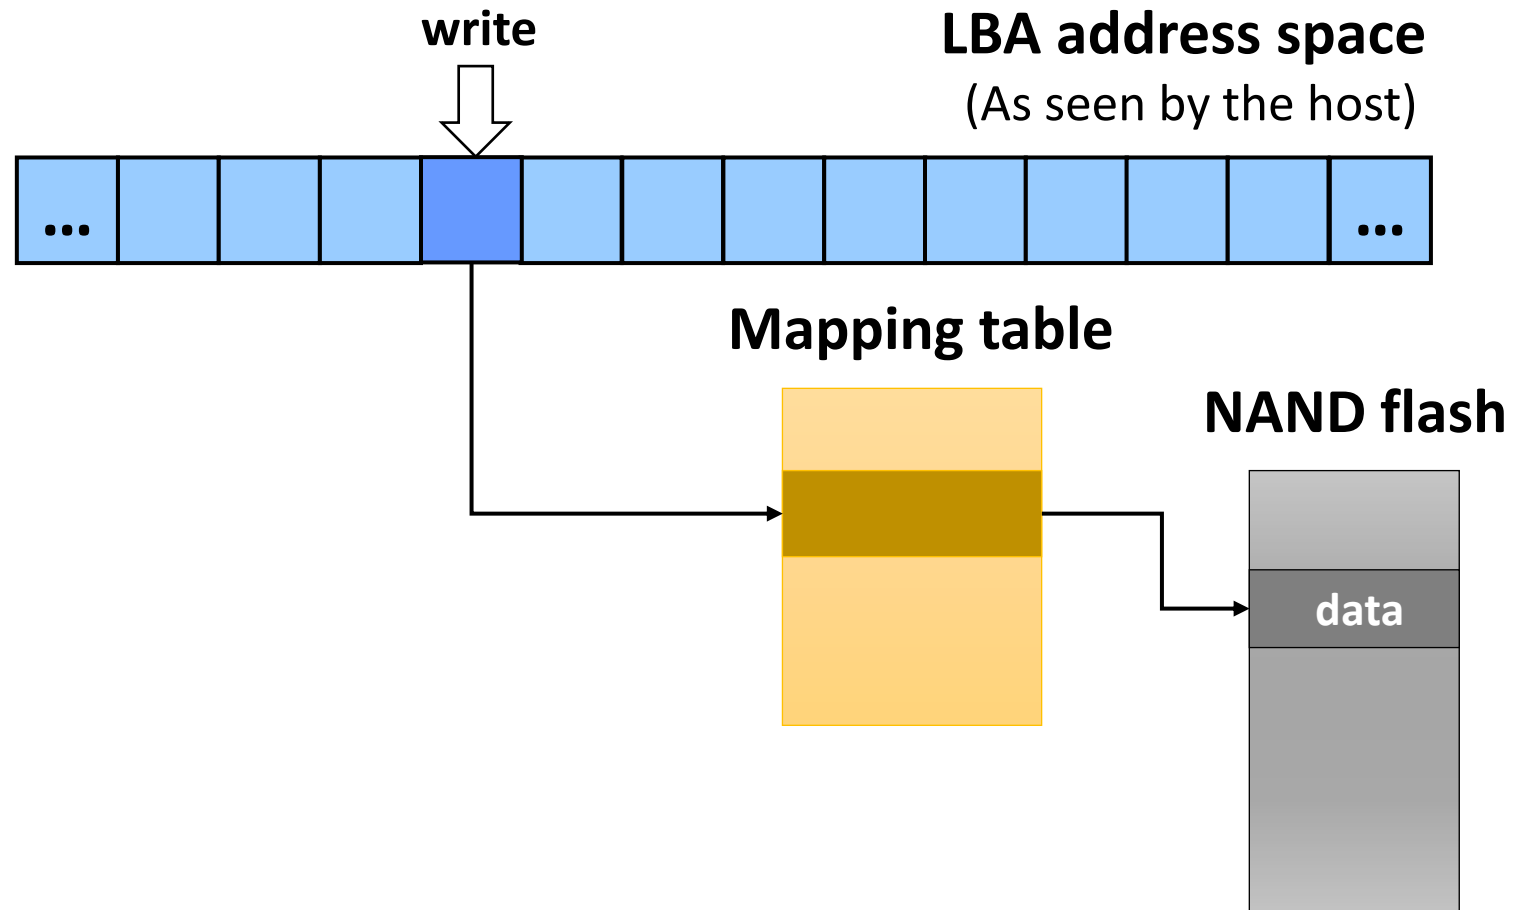 write
LBA address space
(As seen by the host)
...
...
Mapping table
NAND flash
data